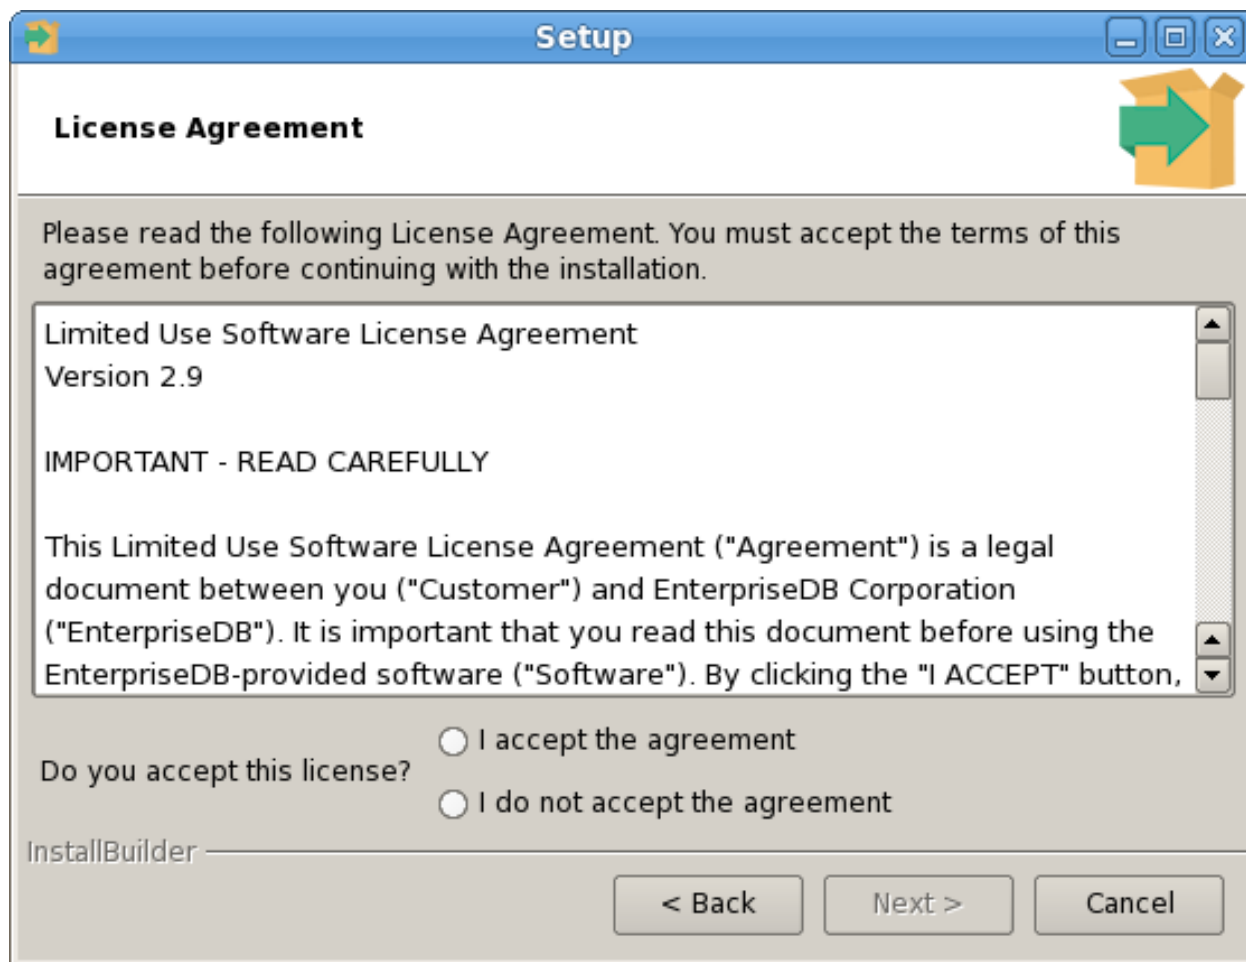 Setup
License Agreement
Please read the following License Agreement. You must accept the terms of this
agreement before continuing with the installation.
Limited Use Software License Agreement
Version 2.9
IMPORTANT - READ CAREFULLY
This Limited Use Software License Agreement ("Agreement") is a legal
document between you ("Customer") and EnterpriseDB Corporation
("EnterpriseDB"). It is important that you read this document before using the
EnterpriseDB-provided software ("Software"). By clicking the "I ACCEPT" button,
Do you accept this license?
I accept the agreement
I do not accept the agreement
InstallBuilder
< Back
Next >
Cancel